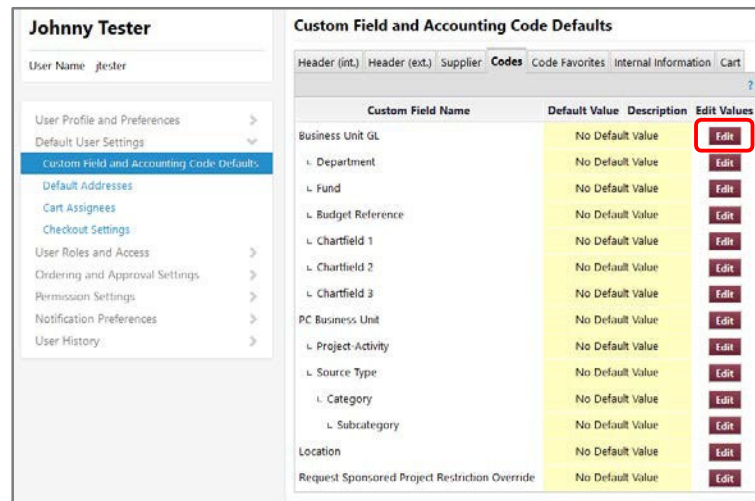 Johnny Tester
User Name jtester
User Profile and Preferences
Default User Settings
Custom Field and Accounting Code Defaults
Default Addresses
Cart Assignees
Checkout Settings
User Roles and Access
Ordering and Approval Settings
Permission Settings
Notification Preferences
User History
Custom Field and Accounting Code Defaults
Header (int.) Header (ext.) Supplier Codes Code Favorites Internal Information Cart
?
Custom Field Name Default Value Description Edit Values
Business Unit GL No Default Value Edit
Department No Default Value Edit
Fund No Default Value Edit
Budget Reference No Default Value Edit
Chartfield 1 No Default Value Edit
Chartfield 2 No Default Value Edit
Chartfield 3 No Default Value Edit
PC Business Unit No Default Value Edit
Project-Activity No Default Value Edit
Source Type No Default Value Edit
Category No Default Value Edit
Subcategory No Default Value Edit
Location No Default Value Edit
Request Sponsored Project Restriction Override No Default Value Edit